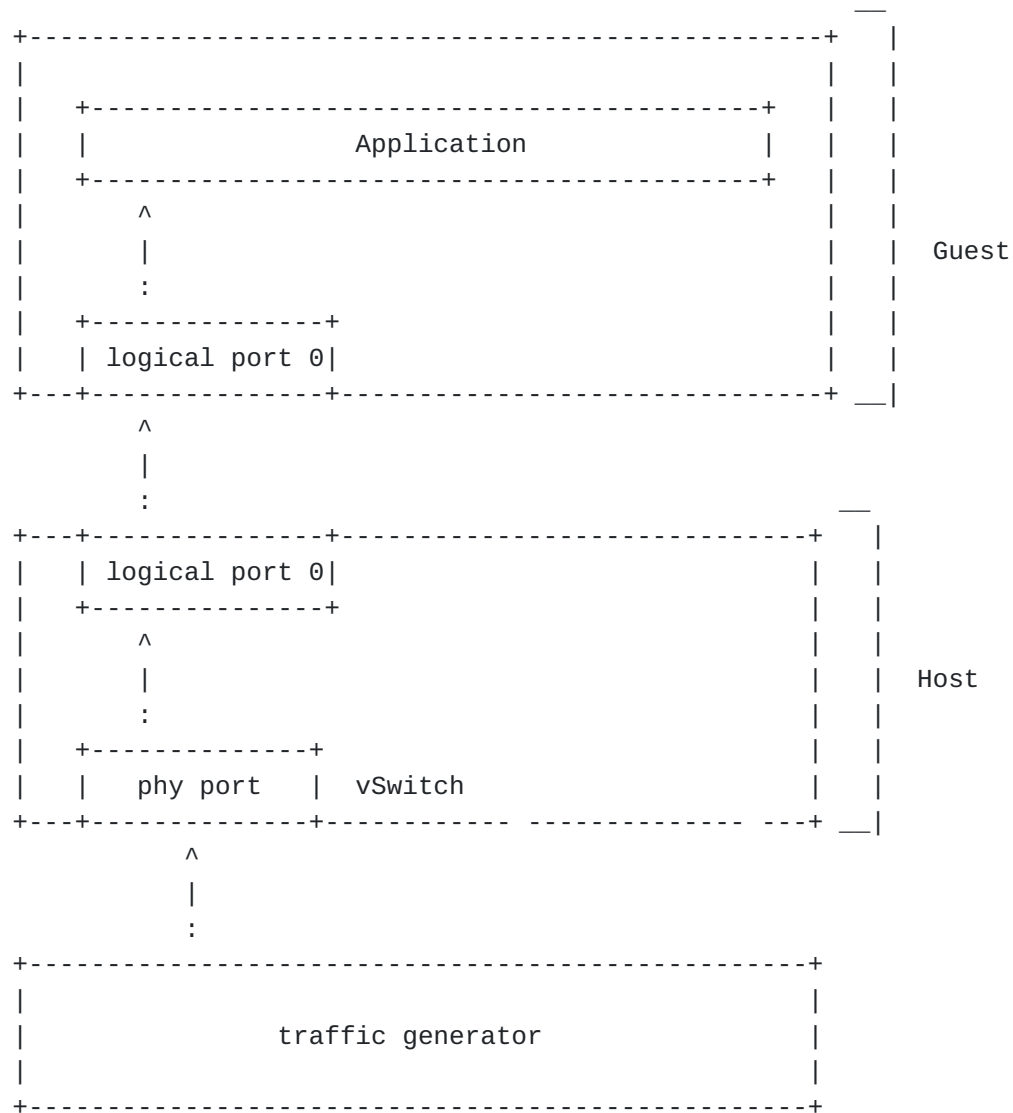 Application
Guest
logical port 0
logical port 0
Host
phy port vSwitch
traffic generator